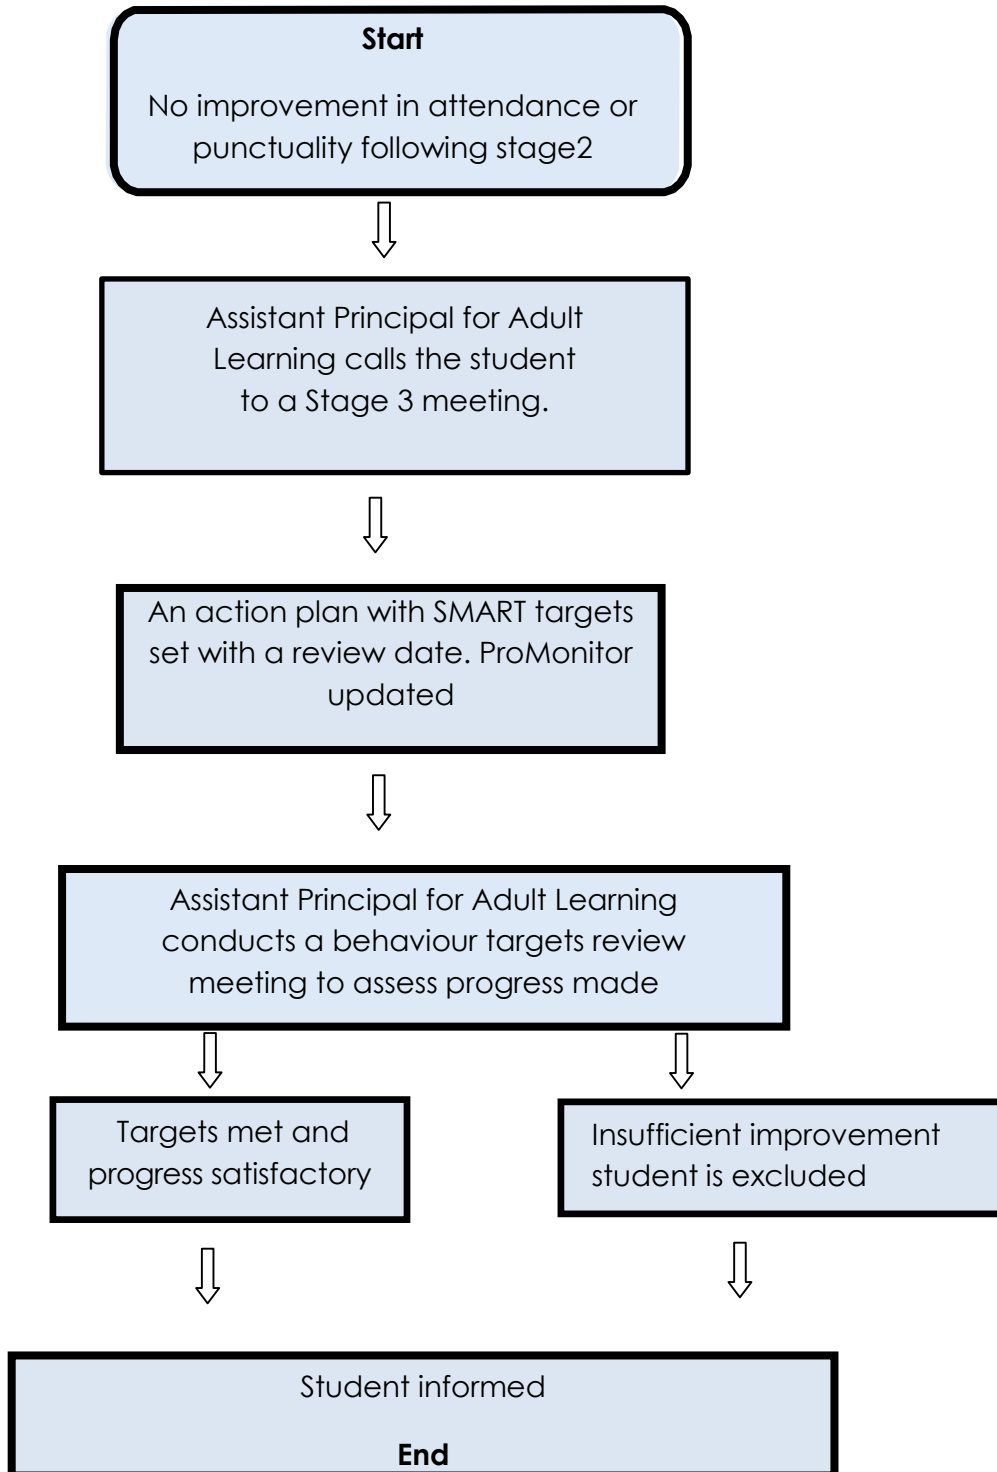 Start
No improvement in attendance or
punctuality following stage2
Assistant Principal for Adult
Learning calls the student
to a Stage 3 meeting.
An action plan with SMART targets
set with a review date. ProMonitor
updated
Assistant Principal for Adult Learning
conducts a behaviour targets review
meeting to assess progress made
Targets met and
progress satisfactory
Insufficient improvement
student is excluded
Student informed
End